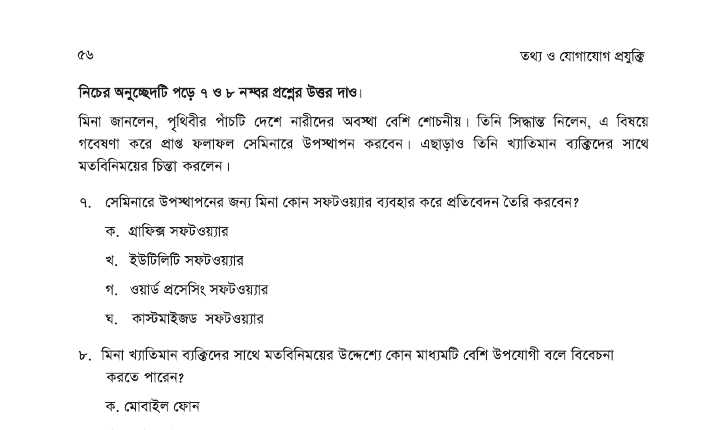 ৫৬
তথ্য ও যোগাযোগ প্রযুক্তি
নিচের অনুচ্ছেদটি পড়ে ৭ ও ৮ নম্বর প্রশ্নের উত্তর দাও।
মিনা জানলেন, পৃথিবীর পাঁচটি দেশে নারীদের অবস্থা বেশি শোচনীয়। তিনি সিদ্ধান্ত নিলেন, এ বিষয়ে
গবেষণা করে প্রাপ্ত ফলাফল সেমিনারে উপস্থাপন করবেন। এছাড়াও তিনি খ্যাতিমান ব্যক্তিদের সাথে
মতবিনিময়ের চিন্তা করলেন।
৭. সেমিনারে উপস্থাপনের জন্য মিনা কোন সফটওয়্যার ব্যবহার করে প্রতিবেদন তৈরি করবেন?
ক. গ্রাফিক্স সফটওয়্যার
খ. ইউটিলিটি সফটওয়্যার
গ. ওয়ার্ড প্রসেসিং সফটওয়্যার
ঘ. কাস্টমাইজড সফটওয়্যার
৮. মিনা খ্যাতিমান ব্যক্তিদের সাথে মতবিনিময়ের উদ্দেশ্যে কোন মাধ্যমটি বেশি উপযোগী বলে বিবেচনা
করতে পারেন?
ক. মোবাইল ফোন